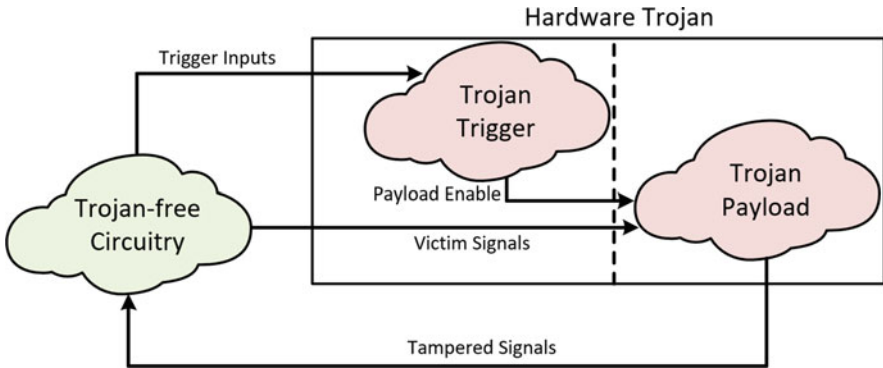 Hardware Trojan
Trigger Inputs
Trojan
Trigger
Payload Enable
Trojan
Payload
Trojan-free
Circuitry
Victim Signals
Tampered Signals